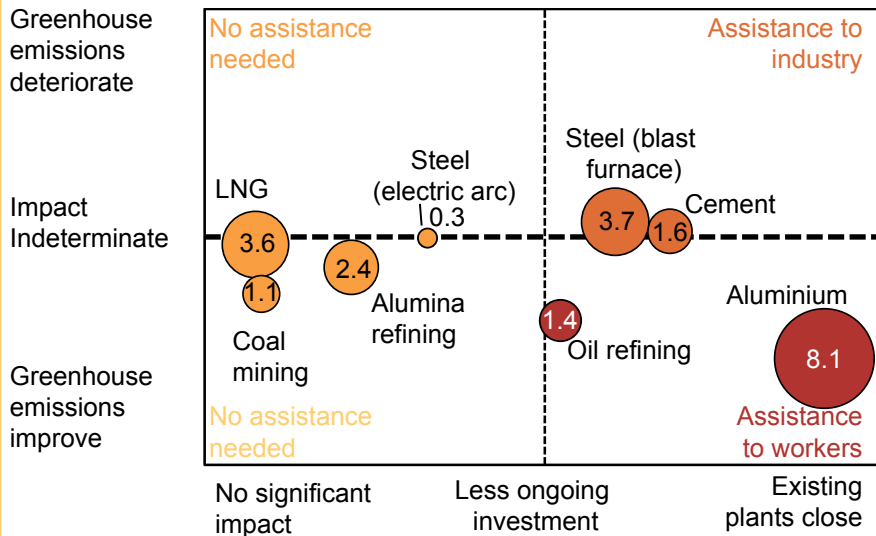 Greenhouse
emissions
deteriorate
No assistance
needed
Assistance to
industry
Impact
Indeterminate
LNG
3.6
1.1
Coal
mining
2.4
Alumina
refining
Steel
(electric arc)
0.3
Steel (blast
furnace)
3.7
Cement
1.6
1.4
Oil refining
Aluminium
8.1
Greenhouse
emissions
improve
No assistance
needed
Assistance
to workers
No significant
impact
Less ongoing
investment
Existing
plants close